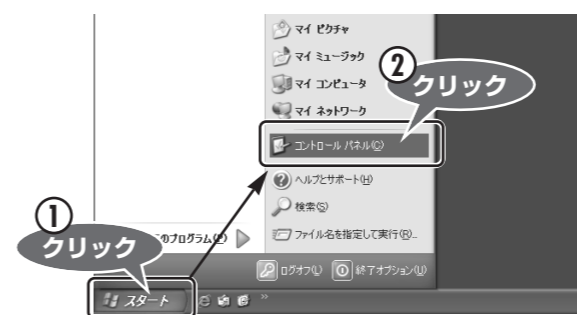 マイ ピクチャ
マイ ミュージック
マイ コンピュータ
マイ ネットワーク
② クリック
コントロール パネル(C)
ヘルプとサポート(H)
検索(S)
ファイル名を指定して実行(R)...
① クリック
のプログラム(P)
ログオフ(L) 終了オプション(U)
スタート »